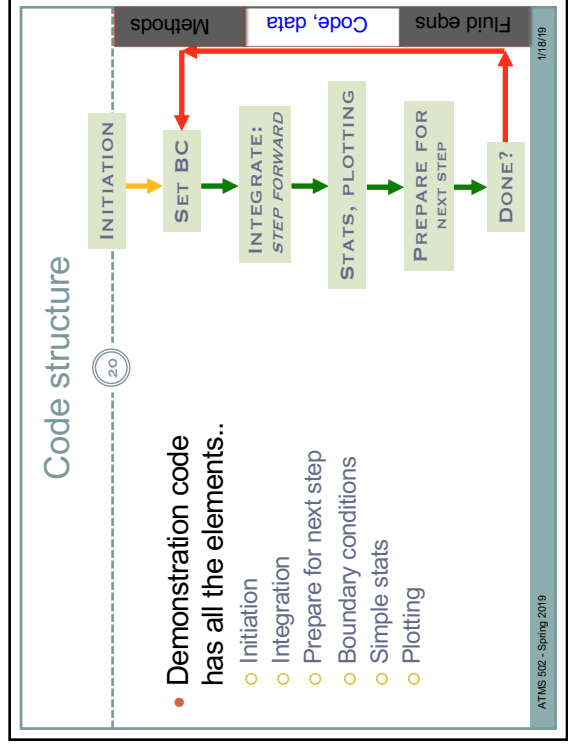 Code structure
20
• Demonstration code
has all the elements..
○ Initiation
○ Integration
○ Prepare for next step
○ Boundary conditions
○ Simple stats
○ Plotting
INITIATION
SET BC
INTEGRATE:
STEP FORWARD
STATS, PLOTTING
PREPARE FOR
NEXT STEP
DONE?
Methods
Code, data
Fluid eqns
ATMS 502 - Spring 2019
1/18/19